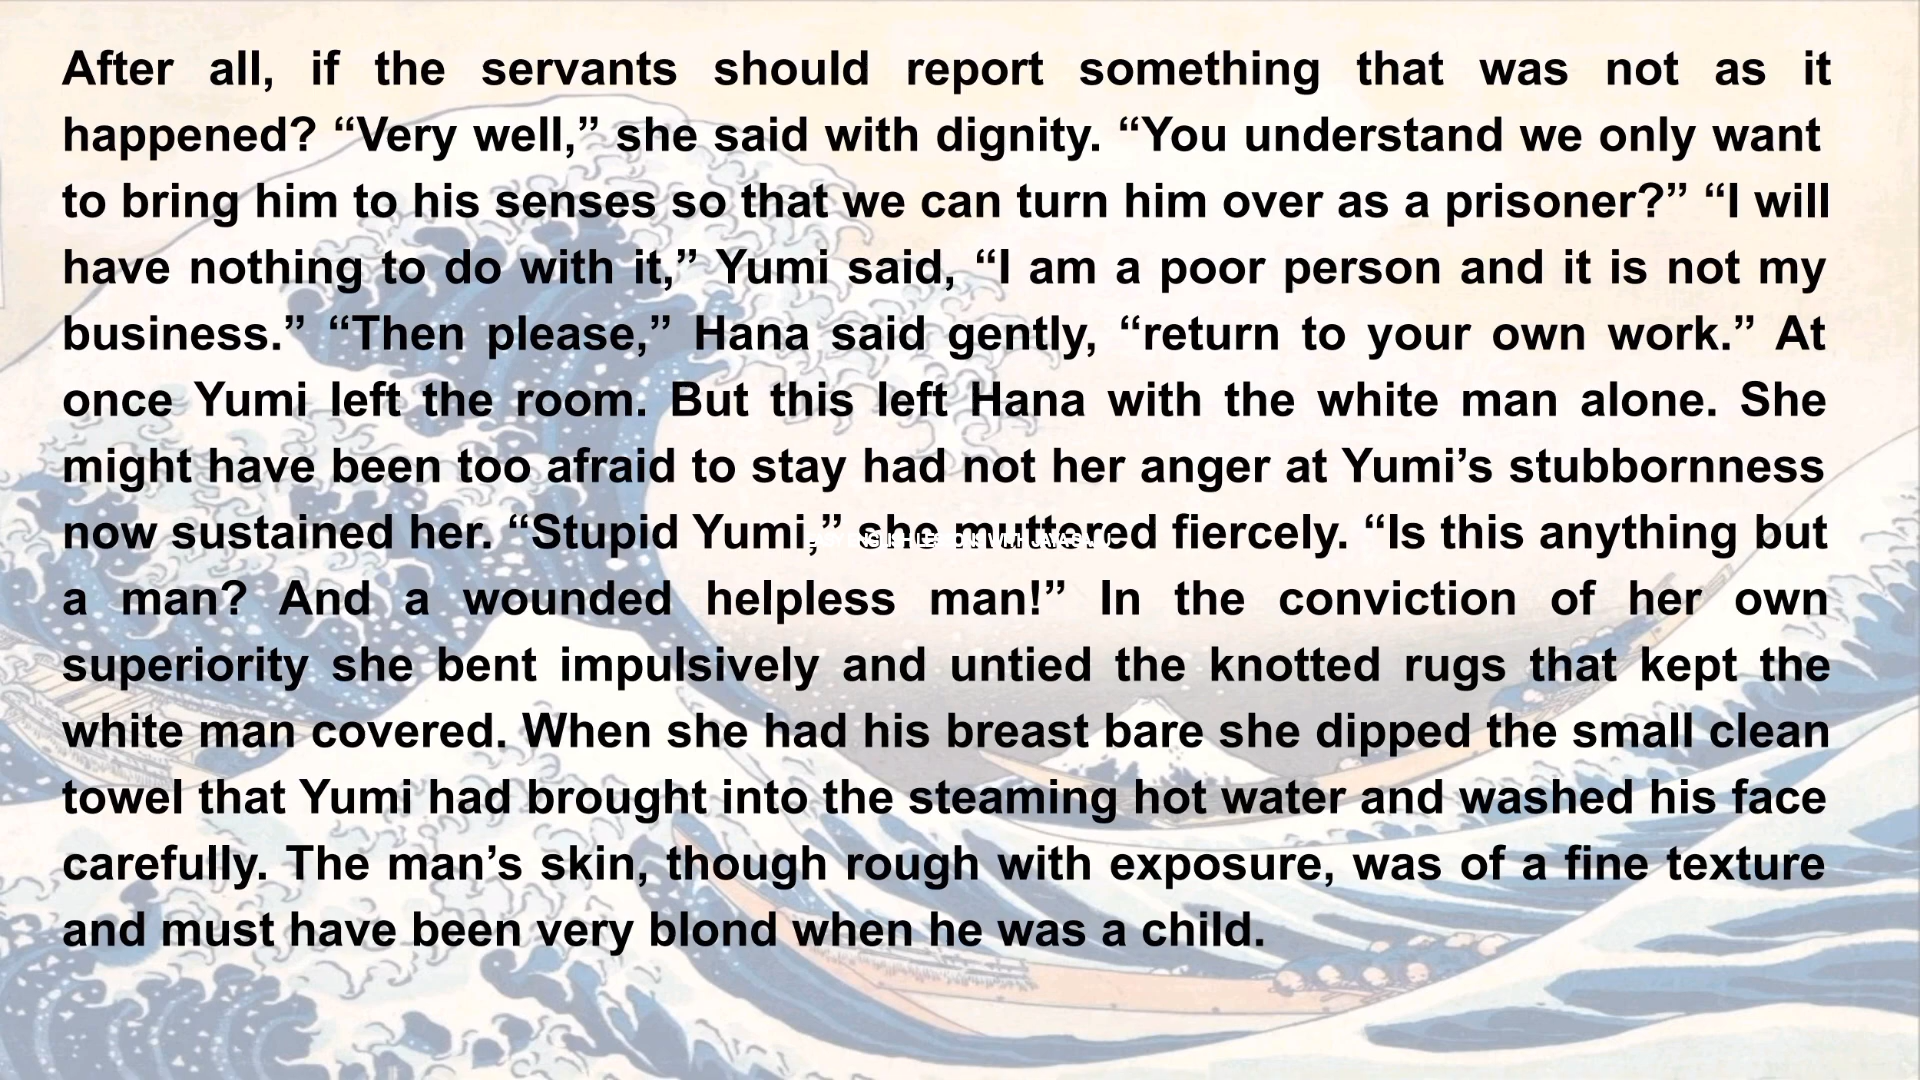 After all, if the servants should report something that was not as it
happened? “Very well,” she said with dignity. “You understand we only want
to bring him to his senses so that we can turn him over as a prisoner?” “I will
have nothing to do with it,” Yumi said, “I am a poor person and it is not my
business.” “Then please,” Hana said gently, “return to your own work.” At
once Yumi left the room. But this left Hana with the white man alone. She
might have been too afraid to stay had not her anger at Yumi’s stubbornness
now sustained her. “Stupid Yumi,” she muttered fiercely. “Is this anything but
a man? And a wounded helpless man!” In the conviction of her own
superiority she bent impulsively and untied the knotted rugs that kept the
white man covered. When she had his breast bare she dipped the small clean
towel that Yumi had brought into the steaming hot water and washed his face
carefully. The man’s skin, though rough with exposure, was of a fine texture
and must have been very blond when he was a child.